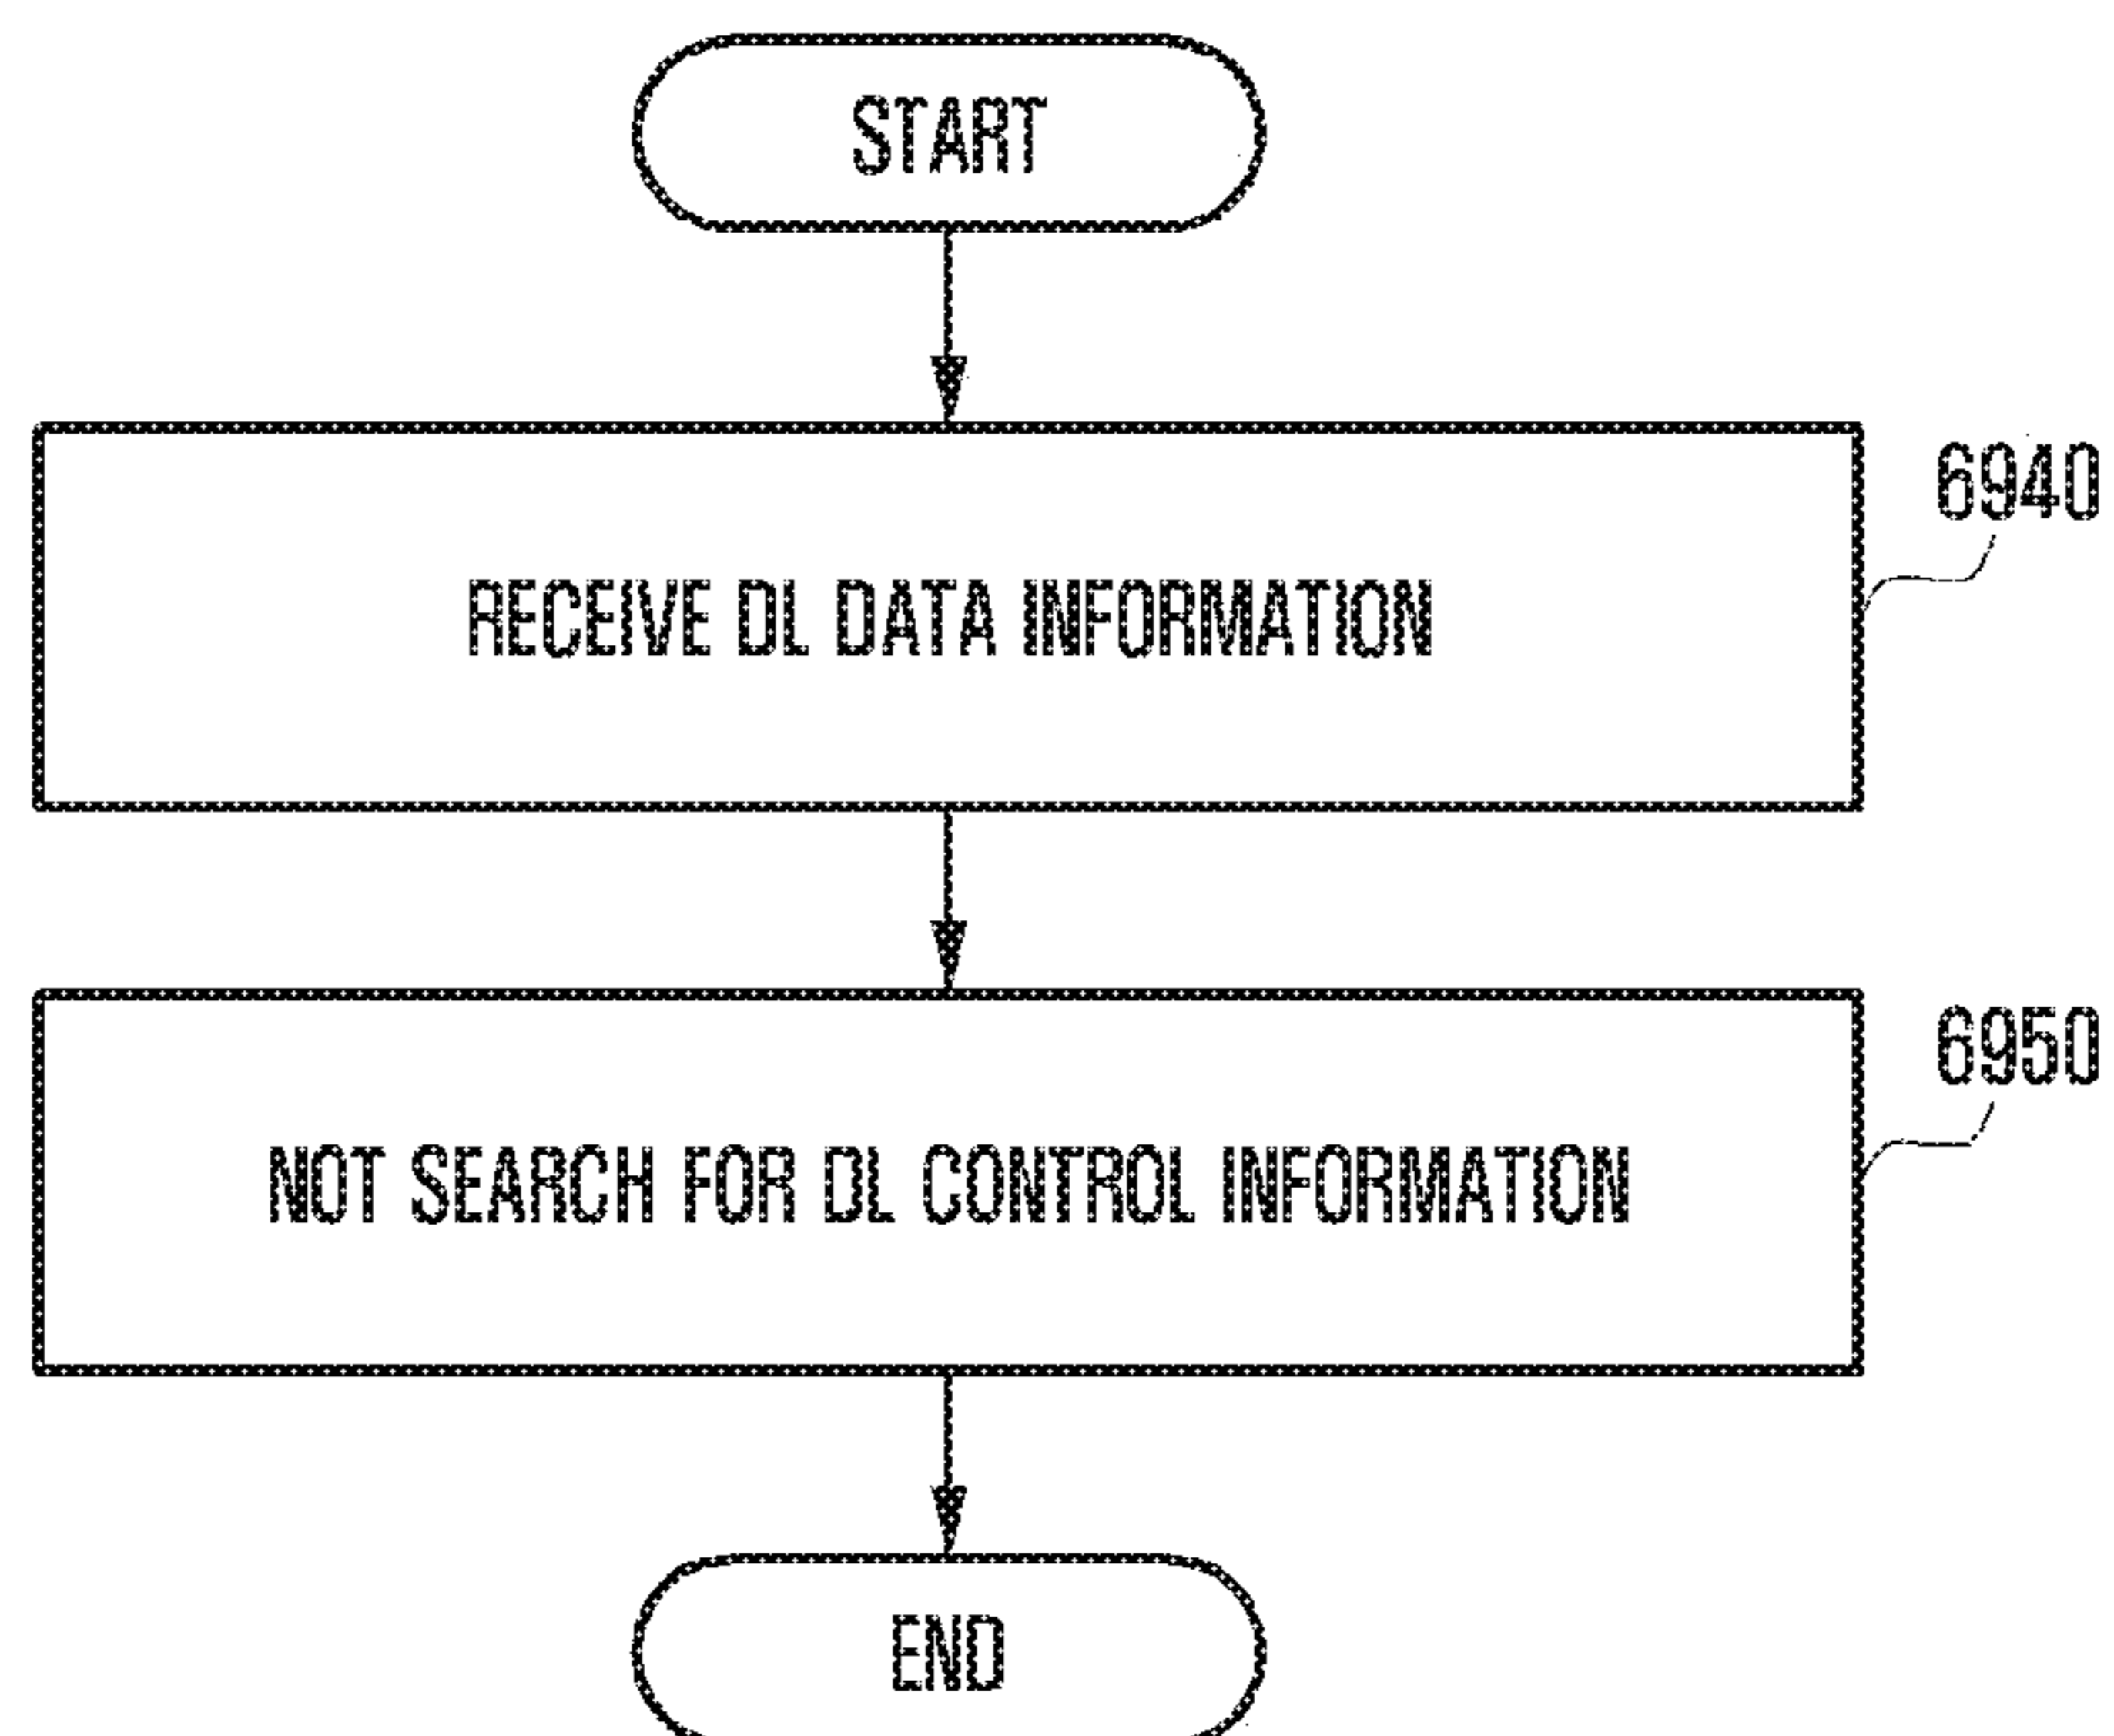 START
RECEIVE DL DATA INFORMATION
6940
NOT SEARCH FOR DL CONTROL INFORMATION
6950
END